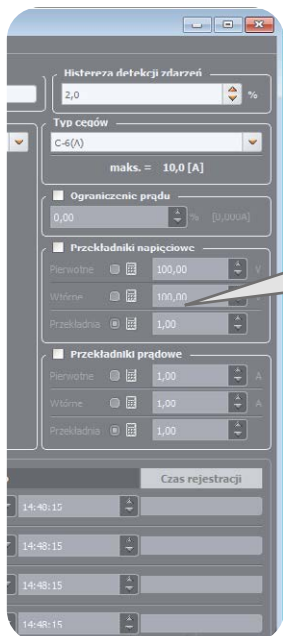 Histereza detekcji zdarzeń
2,0 %
Typ cęgów
C-6(A)
maks. = 10,0 [A]
Ograniczenie prądu
0,00 % [0,000A]
Przekładniki napięciowe
Pierwotne 100,00 V
Wtórne 100,00
Przekładnia 1,00
Przekładniki prądowe
Pierwotne 1,00 A
Wtórne 1,00 A
Przekładnia 1,00
Czas rejestracji
14:40:15
14:48:15
14:48:15
14:48:15